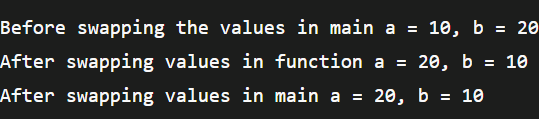 Before swapping the values in main a = 10, b = 20
After swapping values in function a = 20, b = 10
After swapping values in main a = 20, b = 10